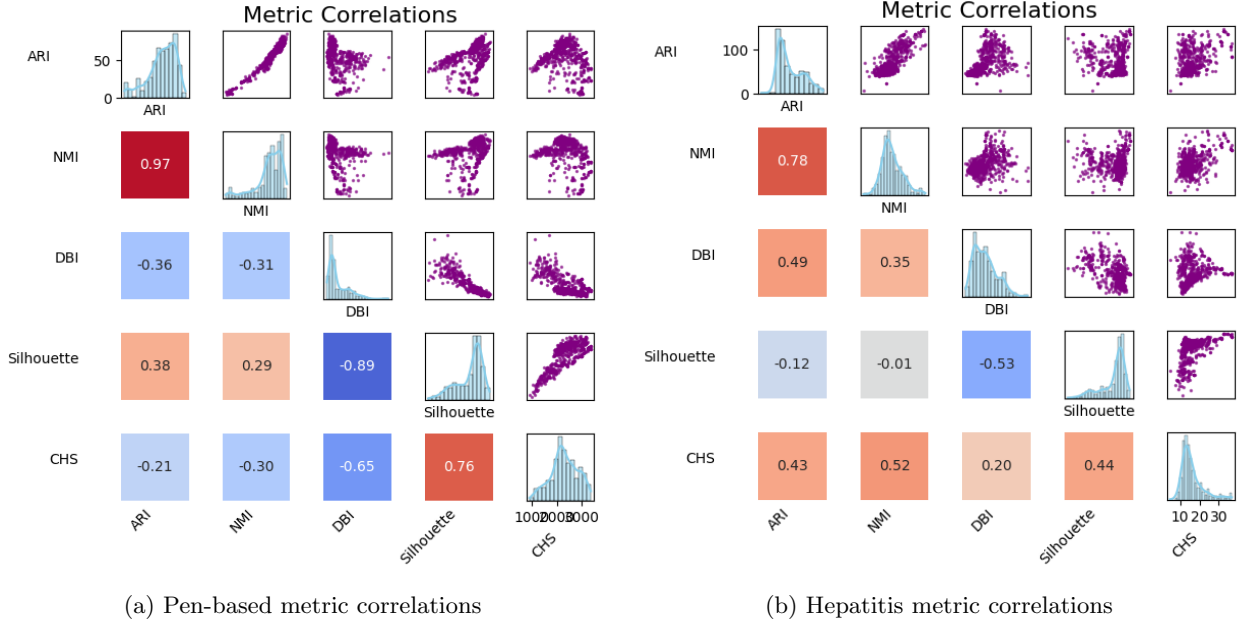 Metric Correlations
ARI
50
0
ARI
NMI
0.97
NMI
DBI
-0.36
-0.31
DBI
Silhouette
0.38
0.29
-0.89
Silhouette
CHS
-0.21
-0.30
-0.65
0.76
1000 2000 3000
ARI
NMI
DBI
Silhouette
CHS
(a) Pen-based metric correlations
Metric Correlations
ARI
100
0
ARI
NMI
0.78
NMI
DBI
0.49
0.35
DBI
Silhouette
-0.12
-0.01
-0.53
Silhouette
CHS
0.43
0.52
0.20
0.44
10 20 30
ARI
NMI
DBI
Silhouette
CHS
(b) Hepatitis metric correlations